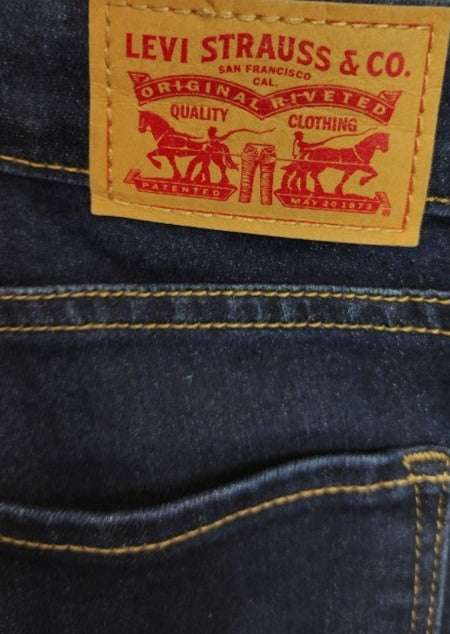 LEVI STRAUSS & CO.
SAN FRANCISCO
CAL.
ORIGINAL RIVETED
QUALITY CLOTHING
PATENTED MAY 20 1873
®